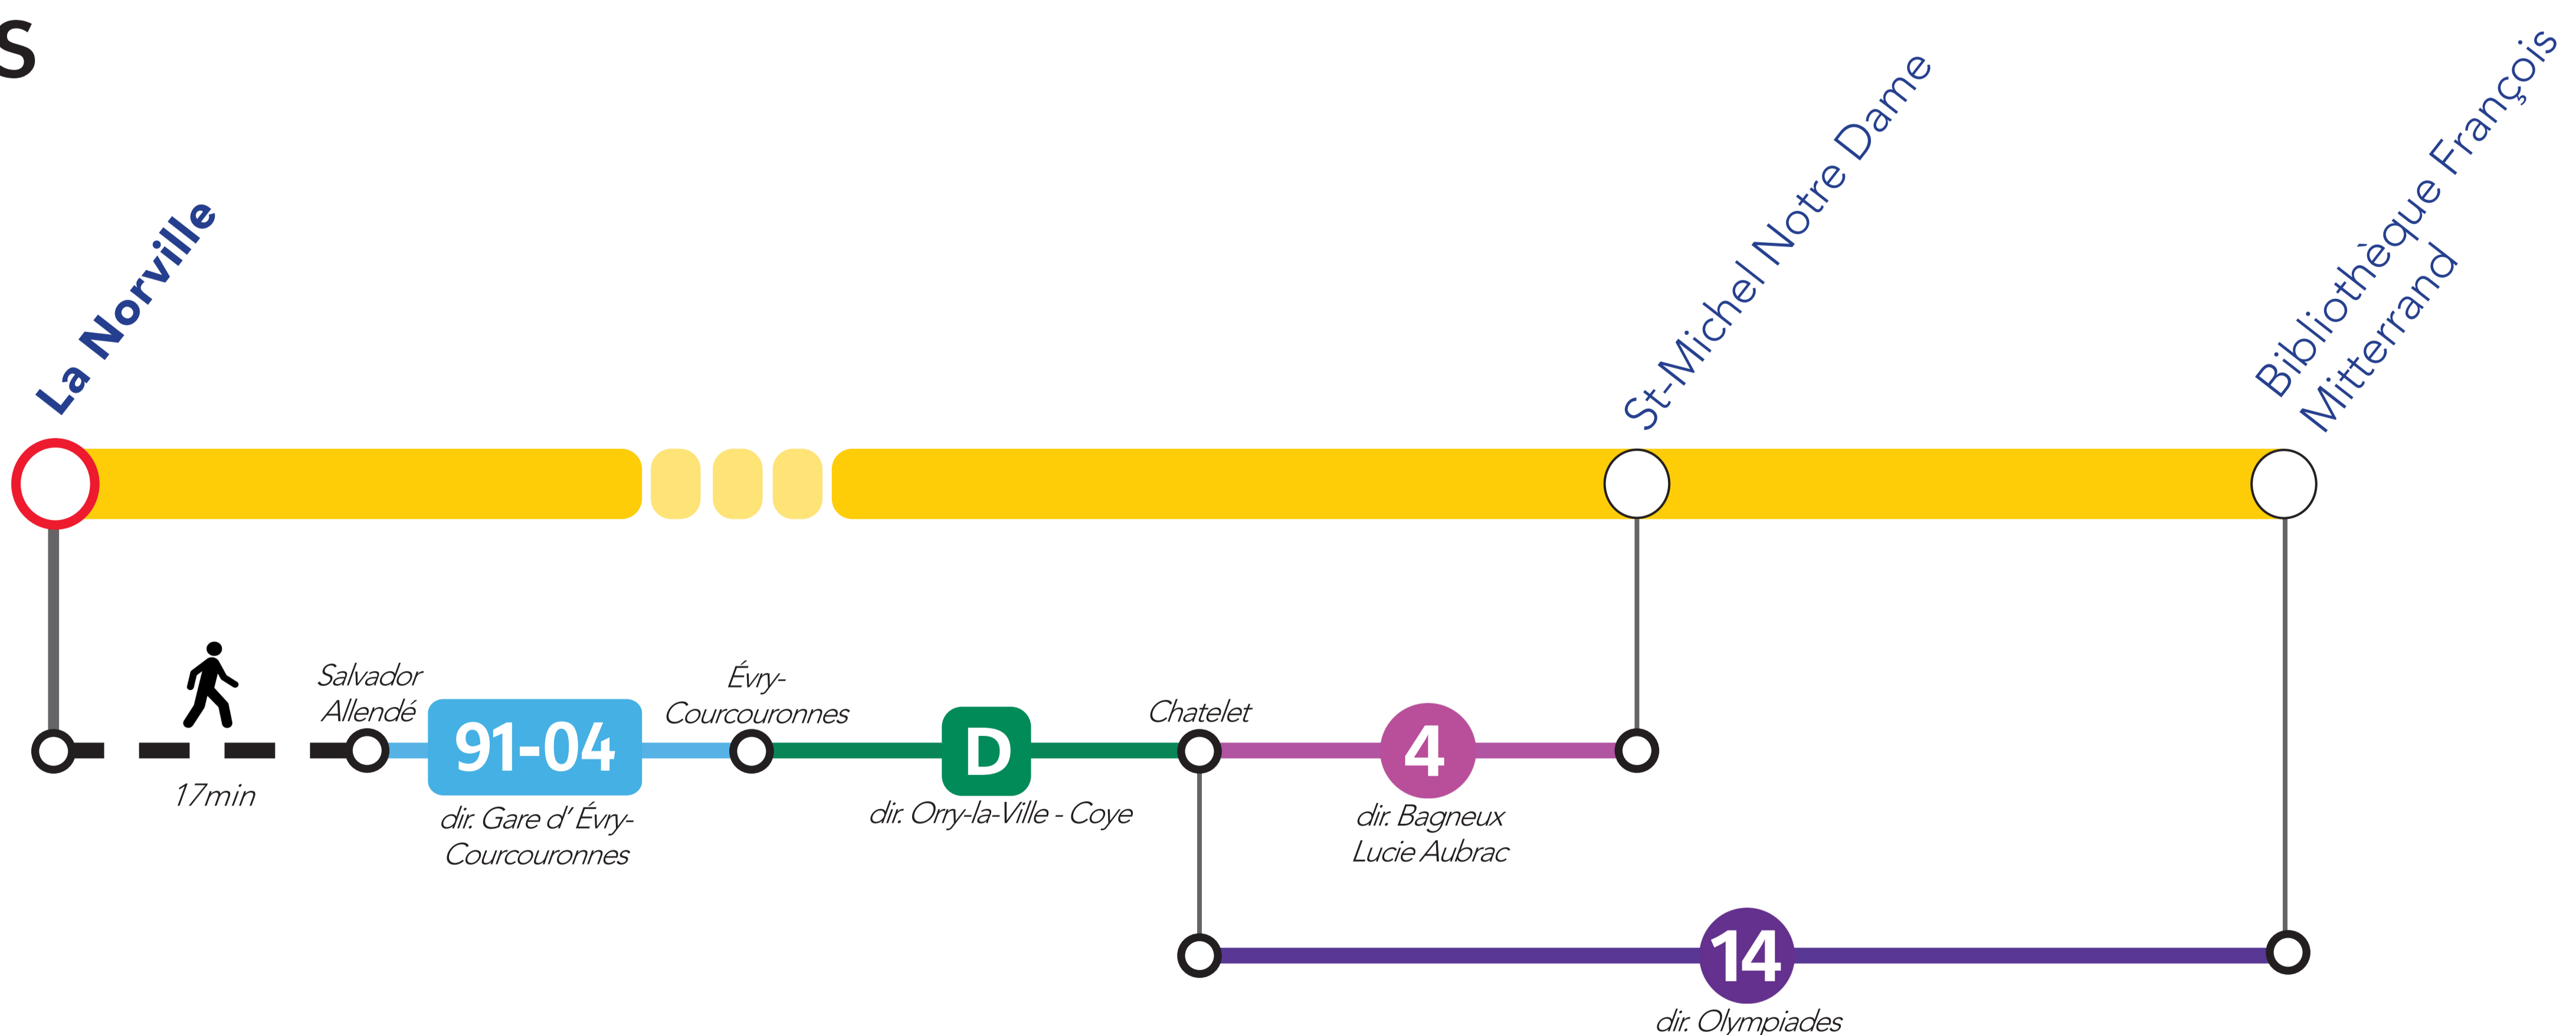 S
La Norville
St-Michel Notre Dame
Bibliothèque François
Mitterrand
Salvador
Allendé
Évry-
Courcouronnes
Chatelet
91-04
D
4
17min
dir. Gare d’ Évry-
Courcouronnes
dir. Orry-la-Ville - Coye
dir. Bagneux
Lucie Aubrac
14
dir. Olympiades